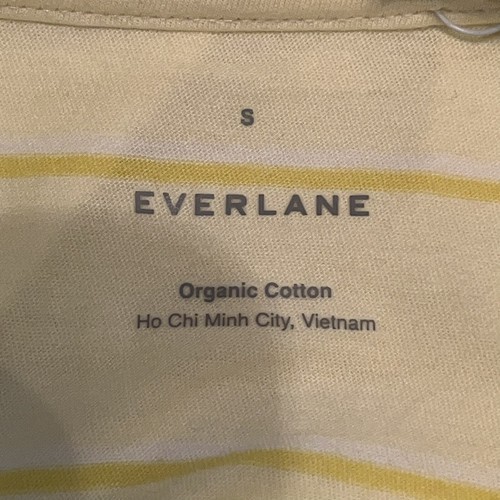 S
EVERLANE
Organic Cotton
Ho Chi Minh City, Vietnam